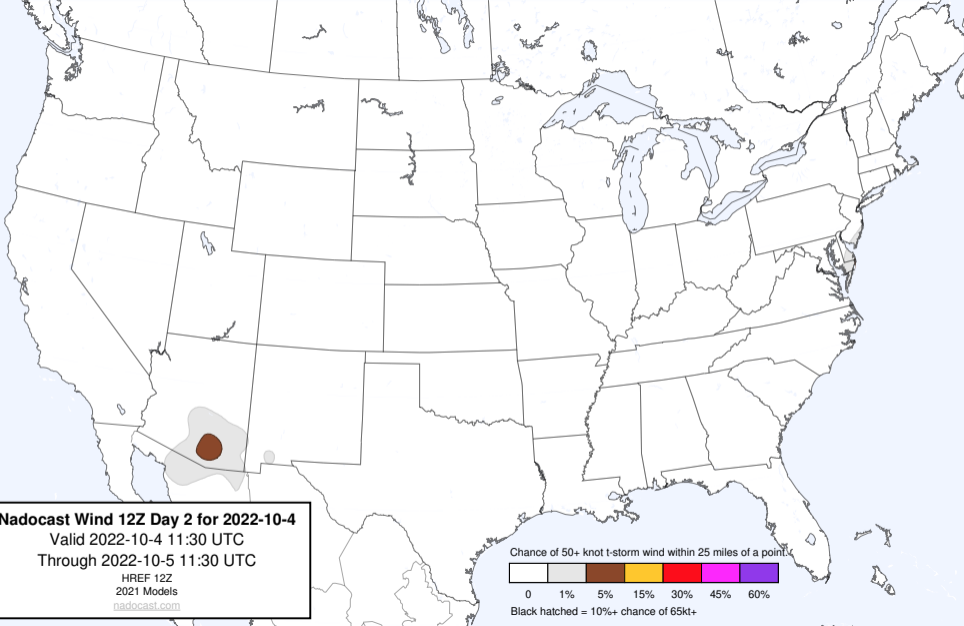 Nadocast Wind 12Z Day 2 for 2022-10-4
Valid 2022-10-4 11:30 UTC
Through 2022-10-5 11:30 UTC
HREF 12Z
2021 Models
nadocast.com
Chance of 50+ knot t-storm wind within 25 miles of a point.
0 1% 5% 15% 30% 45% 60%
Black hatched = 10%+ chance of 65kt+